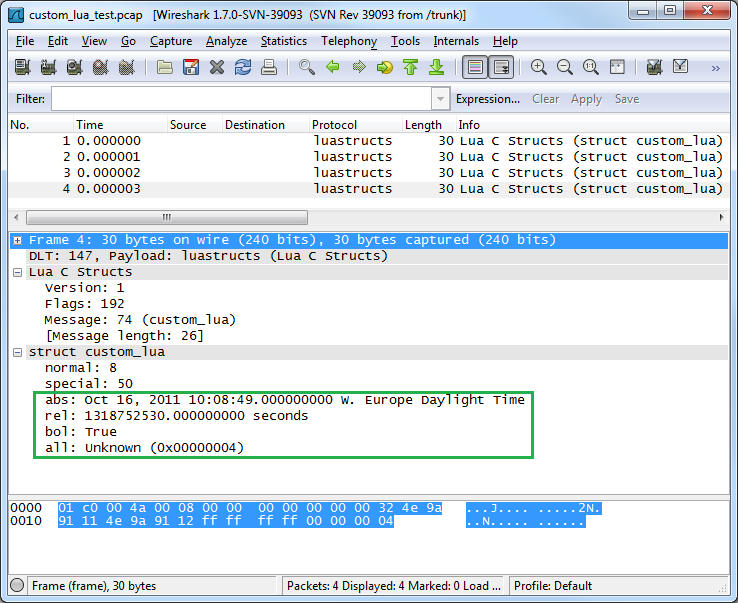 custom_lua_test.pcap [Wireshark 1.7.0-SVN-39093 (SVN Rev 39093 from /trunk)]
File Edit View Go Capture Analyze Statistics Telephony Tools Internals Help
Filter: Expression... Clear Apply Save
No. Time Source Destination Protocol Length Info
1 0.000000 luastructs 30 Lua C Structs (struct custom_lua)
2 0.000001 luastructs 30 Lua C Structs (struct custom_lua)
3 0.000002 luastructs 30 Lua C Structs (struct custom_lua)
4 0.000003 luastructs 30 Lua C Structs (struct custom_lua)
Frame 4: 30 bytes on wire (240 bits), 30 bytes captured (240 bits)
DLT: 147, Payload: luastructs (Lua C Structs)
Lua C Structs
Version: 1
Flags: 192
Message: 74 (custom_lua)
[Message length: 26]
struct custom_lua
normal: 8
special: 50
abs: Oct 16, 2011 10:08:49.000000000 W. Europe Daylight Time
rel: 1318752530.000000000 seconds
bol: True
all: Unknown (0x00000004)
0000 01 c0 00 4a 00 08 00 00 00 00 00 00 00 32 4e 9a ...J.... .....2N.
0010 91 11 4e 9a 91 12 ff ff ff ff 00 00 00 04 ..N..... ......
Frame (frame), 30 bytes Packets: 4 Displayed: 4 Marked: 0 Load ... Profile: Default